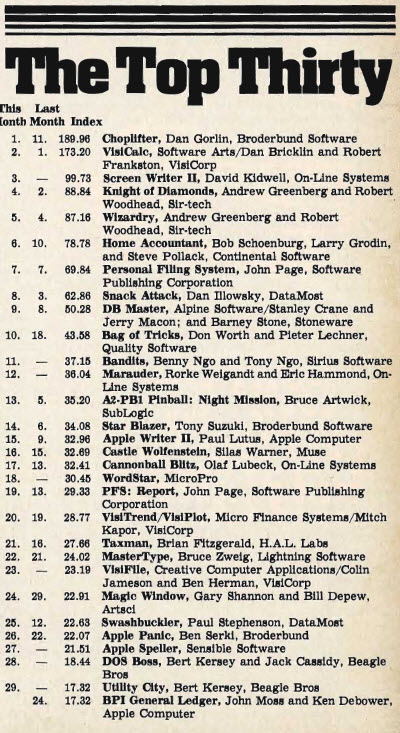 The Top Thirty
This Last
Month Month Index
1. 11. 189.96 Choplifter, Dan Gorlin, Broderbund Software
2. 1. 173.20 VisiCalc, Software Arts/Dan Bricklin and Robert
Frankston, VisiCorp
3. — 99.73 Screen Writer II, David Kidwell, On-Line Systems
4. 2. 88.84 Knight of Diamonds, Andrew Greenberg and Robert
Woodhead, Sir-tech
5. 4. 87.16 Wizardry, Andrew Greenberg and Robert
Woodhead, Sir-tech
6. 10. 78.78 Home Accountant, Bob Schoenburg, Larry Grodin,
and Steve Pollack, Continental Software
7. 7. 69.84 Personal Filing System, John Page, Software
Publishing Corporation
8. 3. 62.86 Snack Attack, Dan Illowsky, DataMost
9. 8. 50.28 DB Master, Alpine Software/Stanley Crane and
Jerry Macon; and Barney Stone, Stoneware
10. 18. 43.58 Bag of Tricks, Don Worth and Pieter Lechner,
Quality Software
11. — 37.15 Bandits, Benny Ngo and Tony Ngo, Sirius Software
12. — 36.04 Marauder, Rorke Weigandt and Eric Hammond, On-
Line Systems
13. 5. 35.20 A2-PB1 Pinball: Night Mission, Bruce Artwick,
SubLogic
14. 6. 34.08 Star Blazer, Tony Suzuki, Broderbund Software
15. 9. 32.96 Apple Writer II, Paul Lutus, Apple Computer
16. 15. 32.69 Castle Wolfenstein, Silas Warner, Muse
17. 13. 32.41 Cannonball Blitz, Olaf Lubeck, On-Line Systems
18. — 30.45 WordStar, MicroPro
19. 13. 29.33 PFS: Report, John Page, Software Publishing
Corporation
20. 19. 28.77 VisiTrend/VisiPlot, Micro Finance Systems/Mitch
Kapor, VisiCorp
21. 16. 27.66 Taxman, Brian Fitzgerald, H.A.L. Labs
22. 21. 24.02 MasterType, Bruce Zweig, Lightning Software
23. — 23.19 VisiFile, Creative Computer Applications/Colin
Jameson and Ben Herman, VisiCorp
24. 29. 22.91 Magic Window, Gary Shannon and Bill Depew,
Artsci
25. 12. 22.63 Swashbuckler, Paul Stephenson, DataMost
26. 22. 22.07 Apple Panic, Ben Serki, Broderbund
27. — 21.51 Apple Speller, Sensible Software
28. — 18.44 DOS Boss, Bert Kersey and Jack Cassidy, Beagle
Bros
29. — 17.32 Utility City, Bert Kersey, Beagle Bros
24. 17.32 BPI General Ledger, John Moss and Ken Debower,
Apple Computer